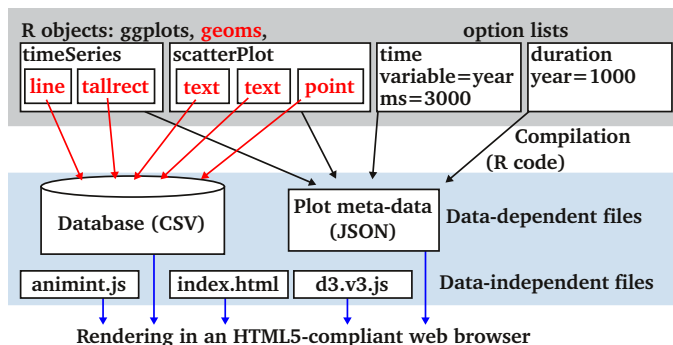 R objects: ggplots, geoms, option lists
timeSeries
line tallrect
scatterPlot
text text point
time
variable=year
ms=3000
duration
year=1000
Compilation
(R code)
Database (CSV)
Plot meta-data
(JSON)
Data-dependent files
animint.js index.html d3.v3.js Data-independent files
Rendering in an HTML5-compliant web browser